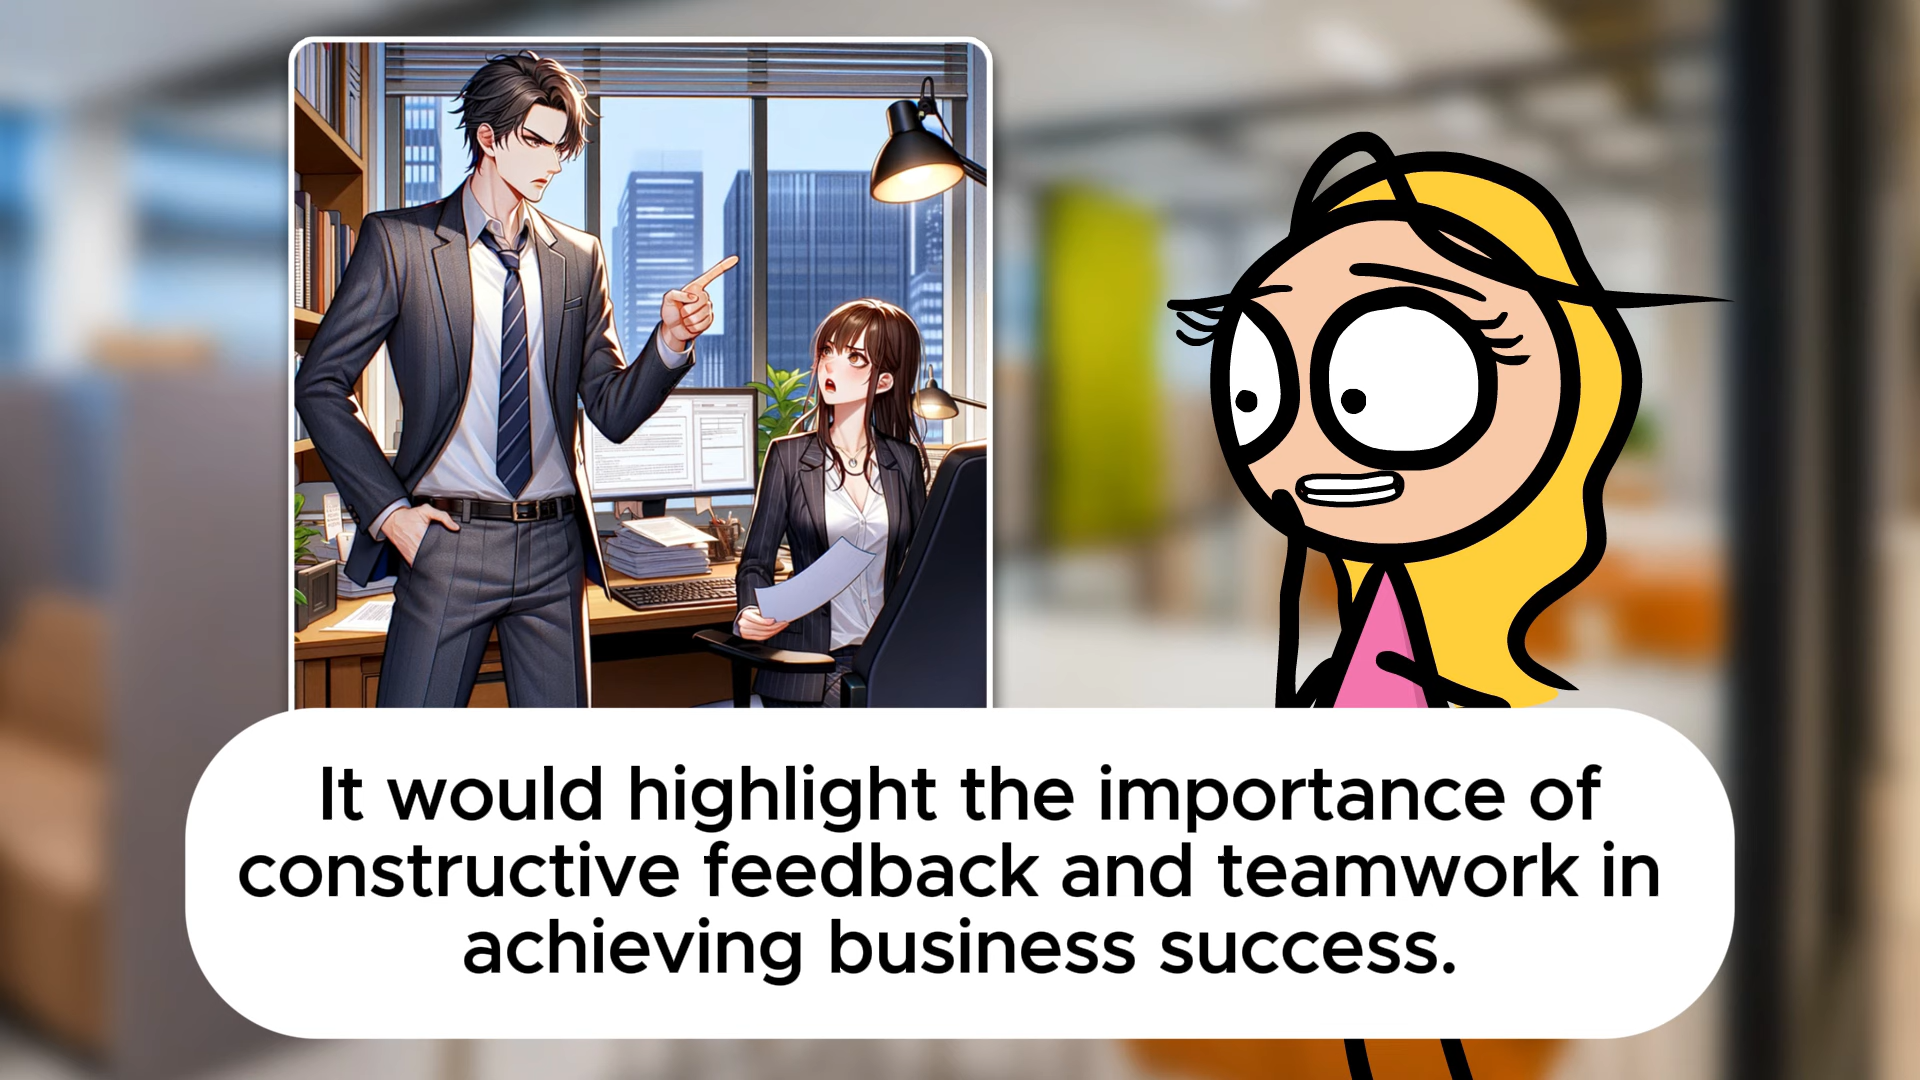 It would highlight the importance of
constructive feedback and teamwork in
achieving business success.